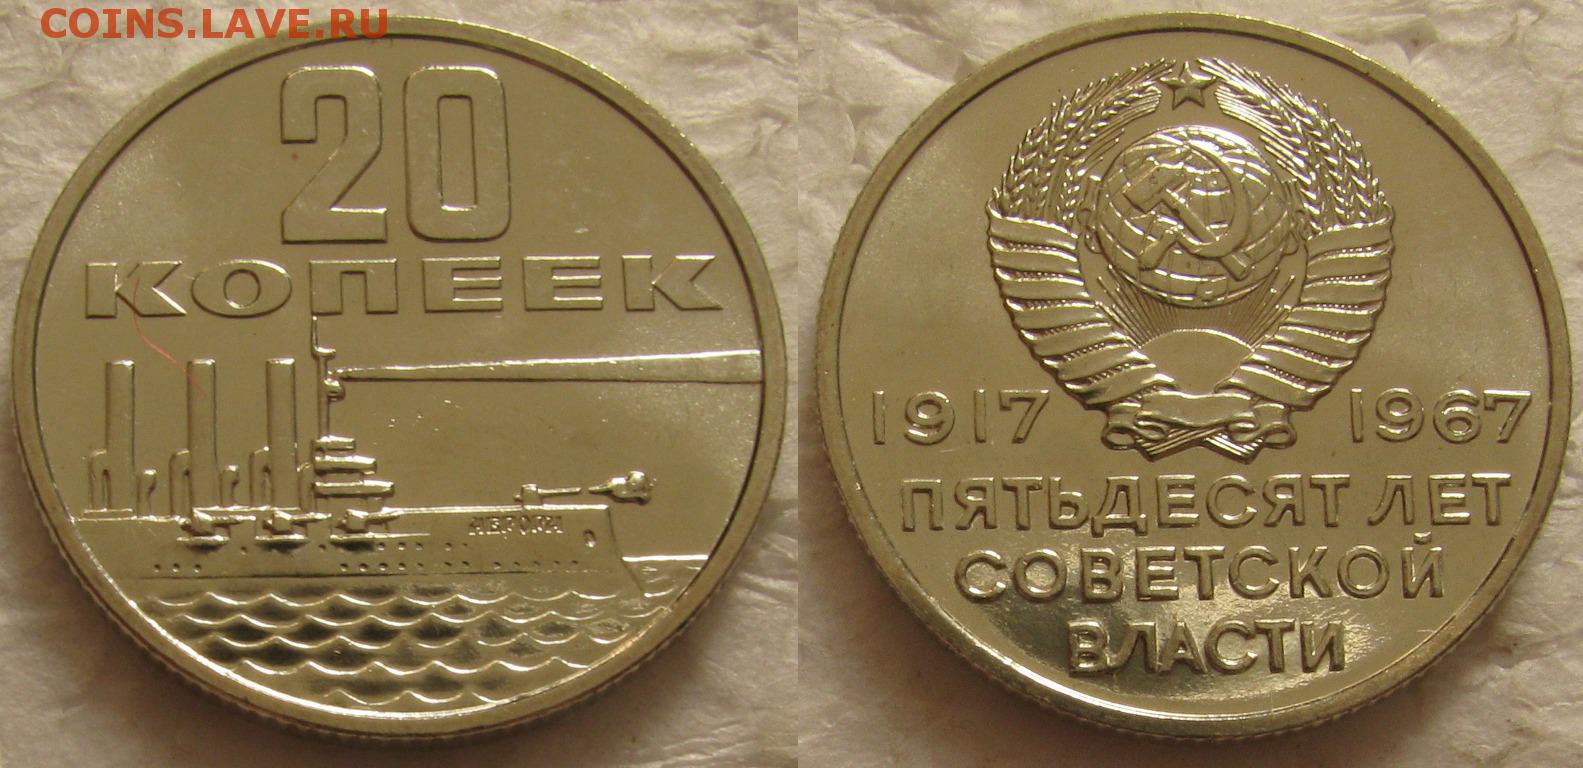 COINS.LAVE.RU
20
КОПЕЕК
АВРОРА
1917 1967
ПЯТЬДЕСЯТ ЛЕТ
СОВЕТСКОЙ
ВЛАСТИ